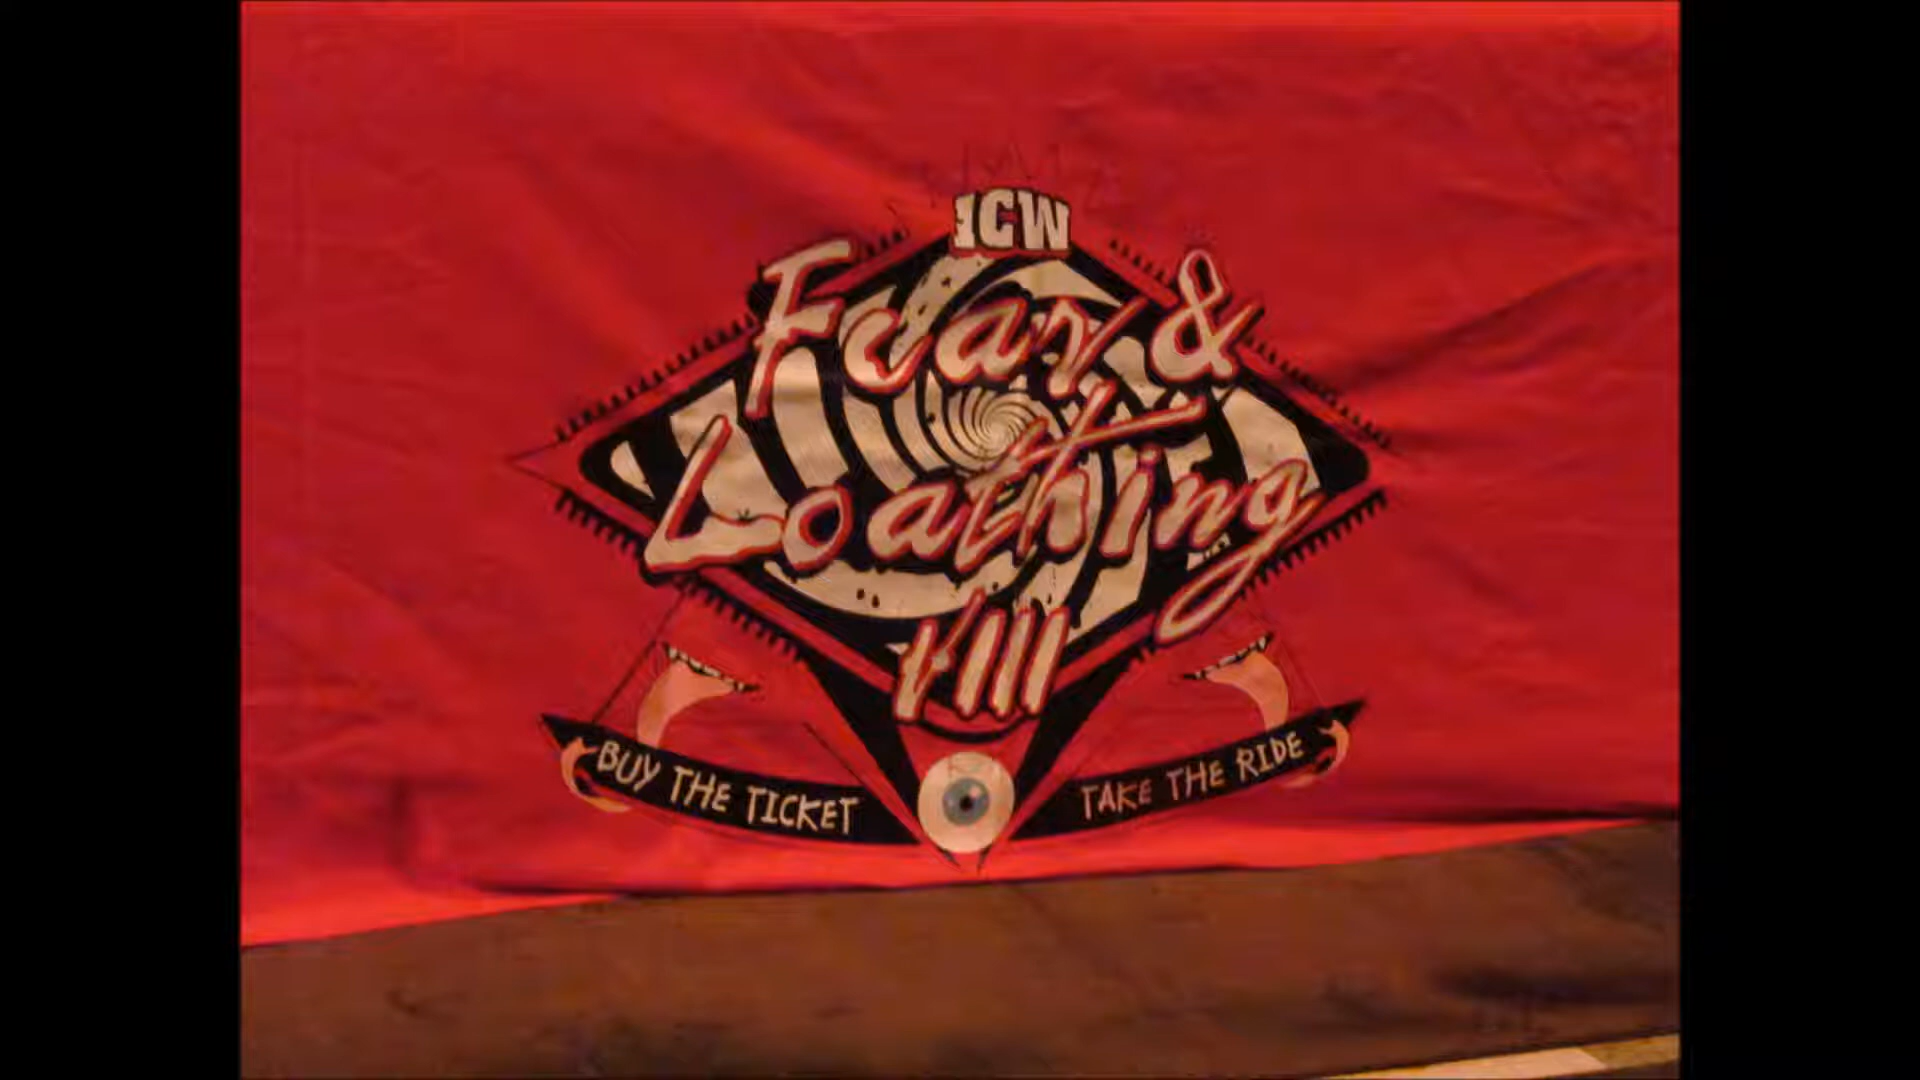 ICW
Fear &
Loathing
VIII
BUY THE TICKET
TAKE THE RIDE